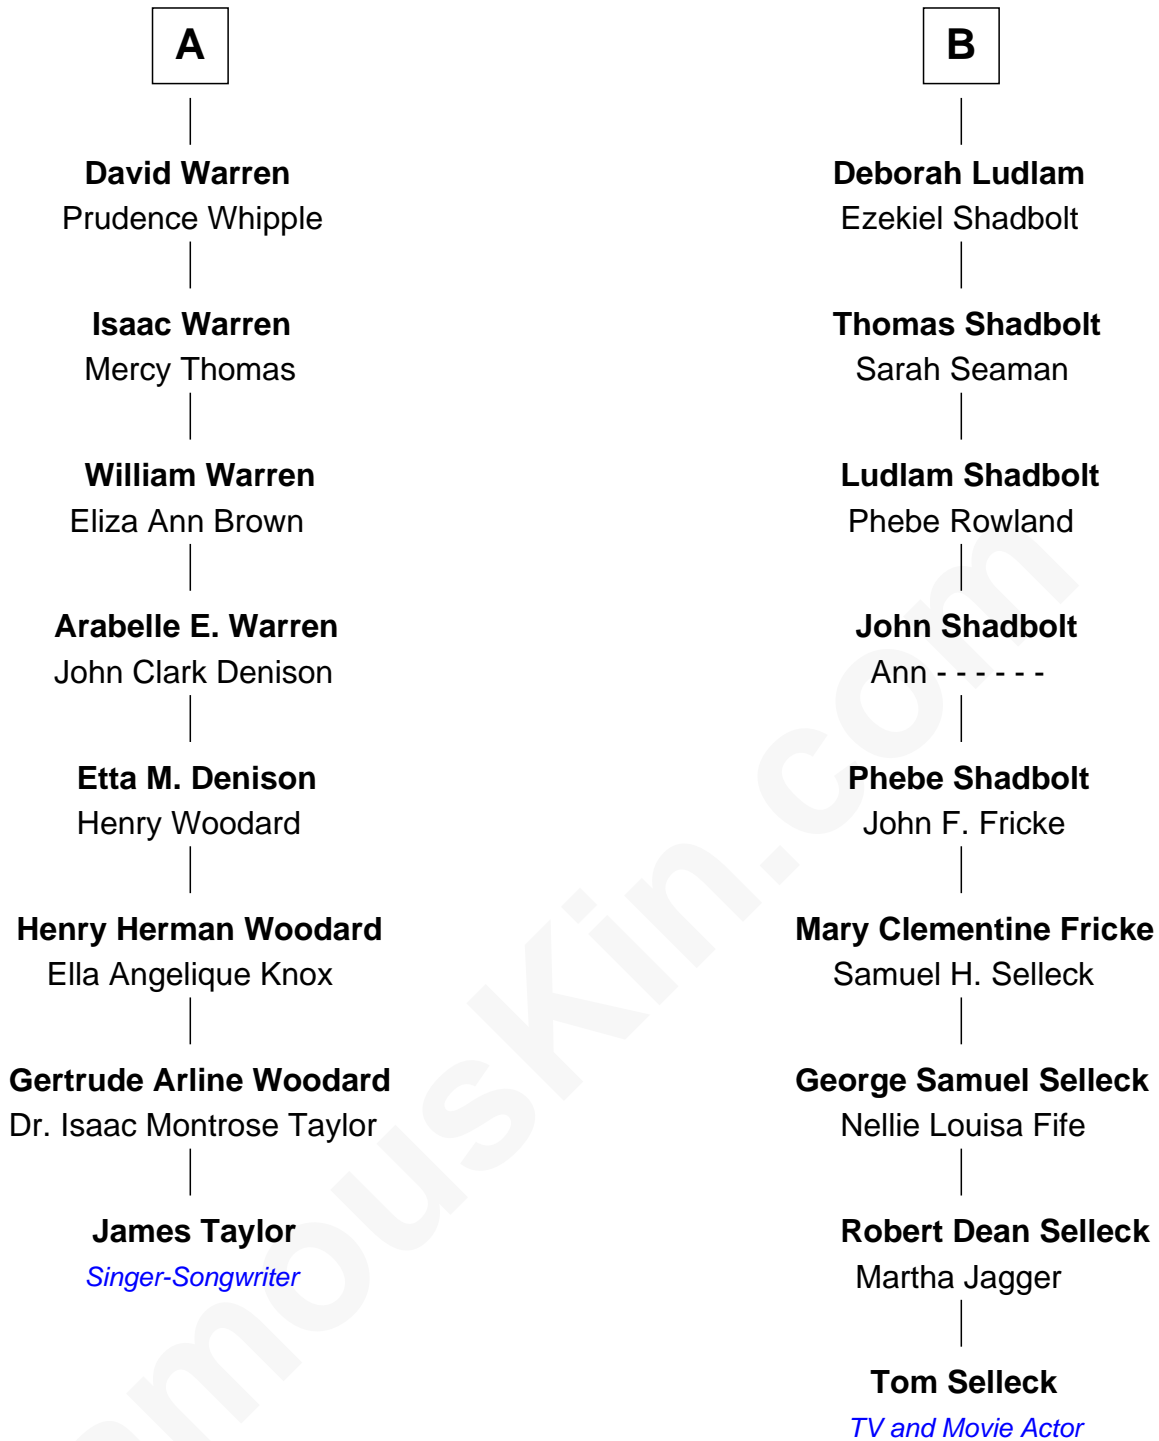 A
David Warren
Prudence Whipple
Isaac Warren
Mercy Thomas
William Warren
Eliza Ann Brown
Arabelle E. Warren
John Clark Denison
Etta M. Denison
Henry Woodard
Henry Herman Woodard
Ella Angelique Knox
Gertrude Arline Woodard
Dr. Isaac Montrose Taylor
James Taylor
Singer-Songwriter
B
Deborah Ludlam
Ezekiel Shadbolt
Thomas Shadbolt
Sarah Seaman
Ludlam Shadbolt
Phebe Rowland
John Shadbolt
Ann - - - - - -
Phebe Shadbolt
John F. Fricke
Mary Clementine Fricke
Samuel H. Selleck
George Samuel Selleck
Nellie Louisa Fife
Robert Dean Selleck
Martha Jagger
Tom Selleck
TV and Movie Actor
amousKin.com